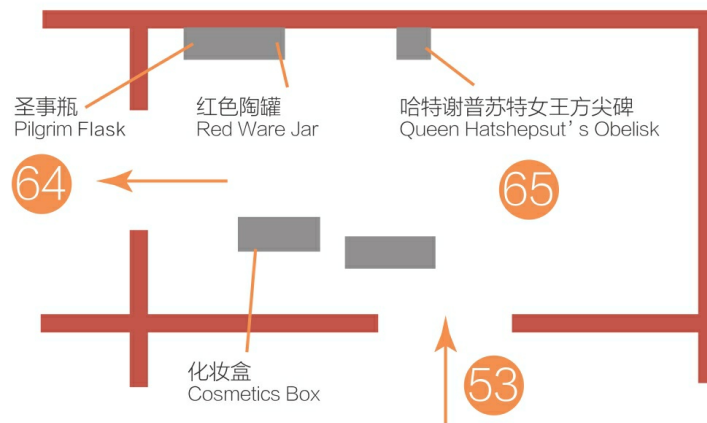 圣事瓶
Pilgrim Flask
红色陶罐
Red Ware Jar
哈特谢普苏特女王方尖碑
Queen Hatshepsut's Obelisk
64
65
化妆盒
Cosmetics Box
53